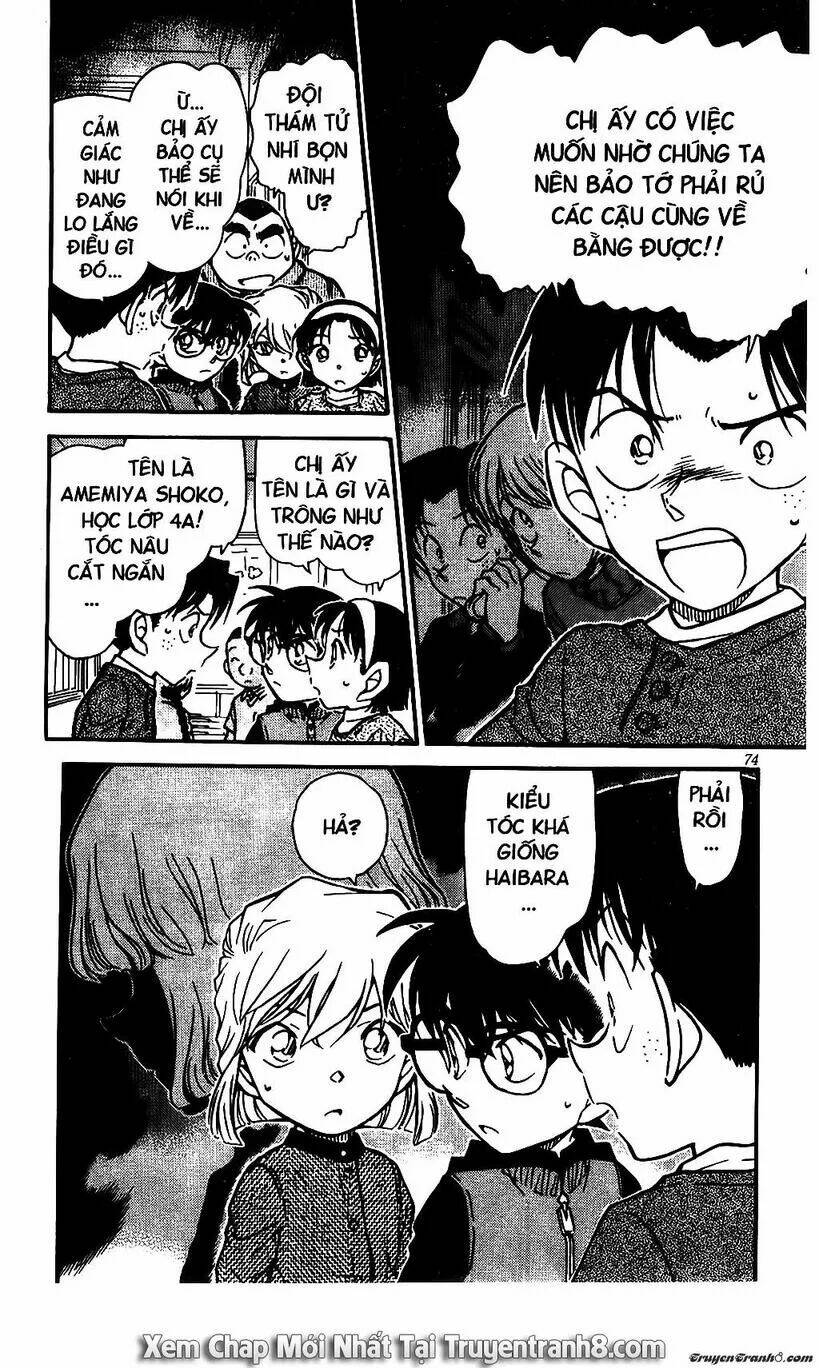 CHỊ ẤY CÓ VIỆC
MUỐN NHỜ CHÚNG TA
NÊN BẢO TỚ PHẢI RỦ
CÁC CẬU CÙNG VỀ
BẰNG ĐƯỢC!!
ĐỘI
THÁM TỬ
NHÍ BỌN
MÌNH
Ư?
Ừ...
CHỊ ẤY
BẢO CỤ
THỂ SẼ
NÓI KHI
VỀ...
CẢM
GIÁC
NHƯ
ĐANG
LO LẮNG
ĐIỀU GÌ
ĐÓ...
CHỊ ẤY
TÊN LÀ GÌ VÀ
TRÔNG NHƯ
THẾ NÀO?
TÊN LÀ
AMEMIYA SHOKO,
HỌC LỚP 4A!
TÓC NÂU
CẮT NGẮN
...
74
PHẢI
RỒI
...
KIỂU
TÓC KHÁ
GIỐNG
HAIBARA
...
HẢ?
Xem Chap Mới Nhất Tại Truyentranh8.com
TruyenTranh8.com